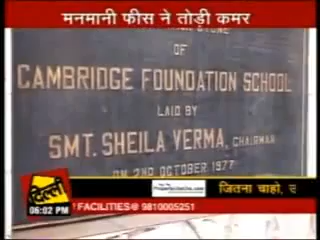 मनमानी फीस ने तोड़ी कमर
STONE
OF
CAMBRIDGE FOUNDATION SCHOOL
LAID BY
SMT. SHEILA VERMA, CHAIRMAN
ON 2ND OCTOBER 1977
दिल्ली
जितना चाहो,
06:02 PM
FACILITIES@ 9810005251